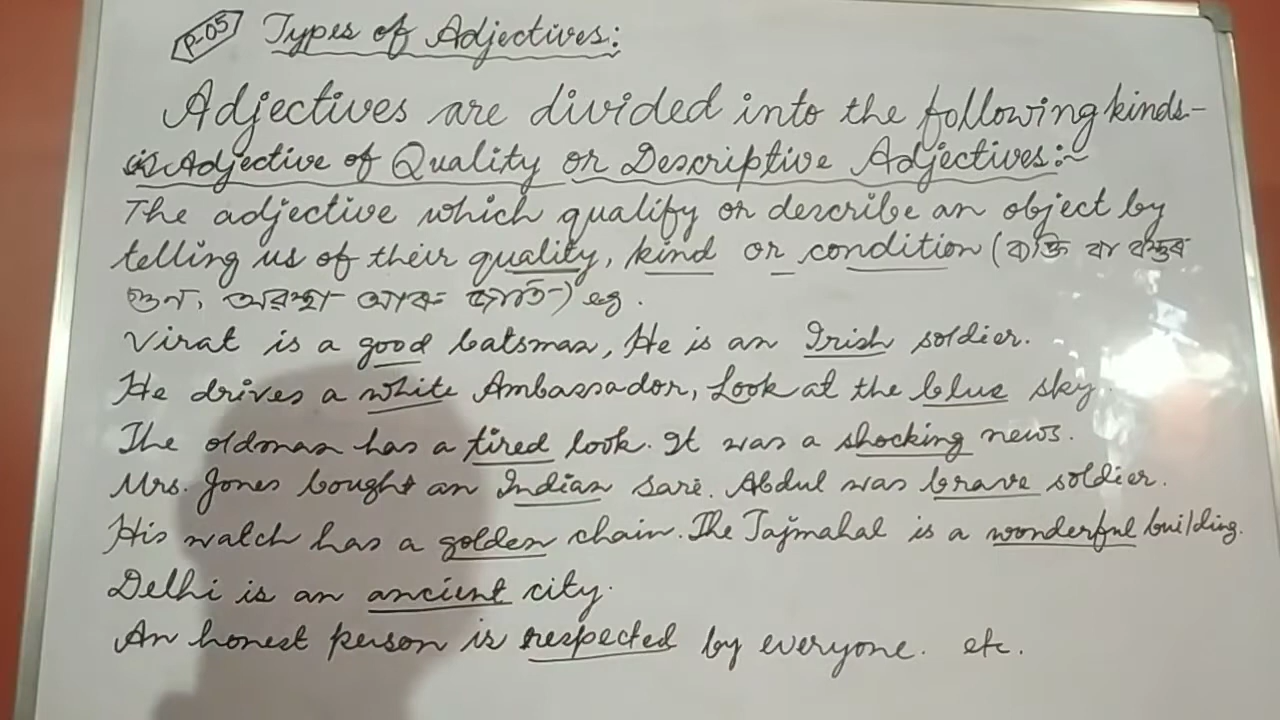 P-05 Types of Adjectives:
Adjectives are divided into the following kinds-
is Adjective of Quality or Descriptive Adjectives:~
The adjective which qualify or describe an object by
telling us of their quality, kind or condition (ব্যক্তি বা বস্তুর
গুন, অবস্থা eg.
Virat is a good batsman, He is an Irish soldier.
He drives a white Ambassador, Look at the blue sky.
The oldman has a tired look. It was a shocking news.
Mrs. Jones bought an Indian sari. Abdul was brave soldier.
His watch has a golden chain. The Tajmahal is a wonderful building.
Delhi is an ancient city.
An honest person is respected by everyone. etc.